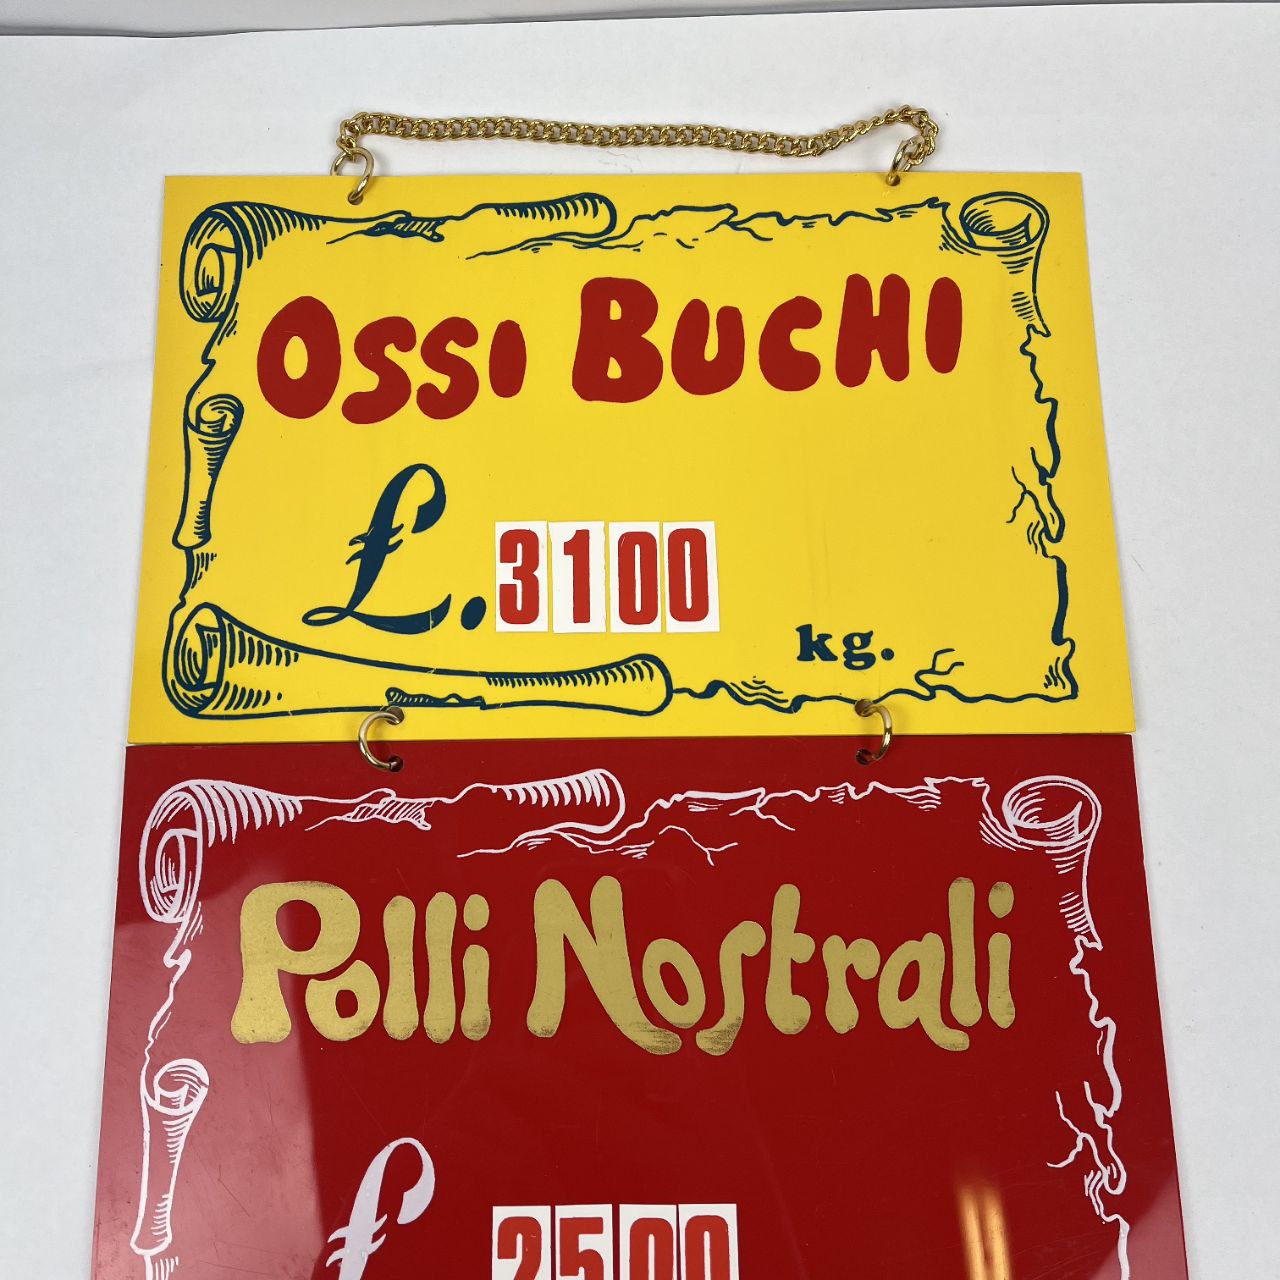 Ossi Buchi
£. 3100
kg.
Polli Nostrali
£ 2500